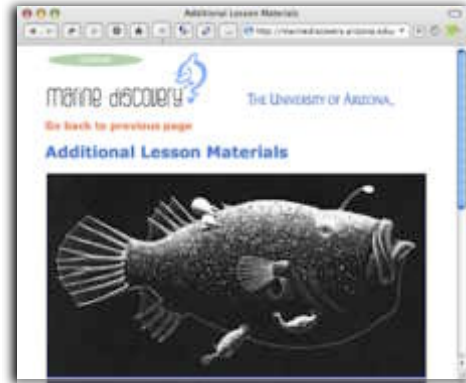 Additional Lesson Materials
marine discovery
THE UNIVERSITY OF ARIZONA.
Go back to previous page
Additional Lesson Materials